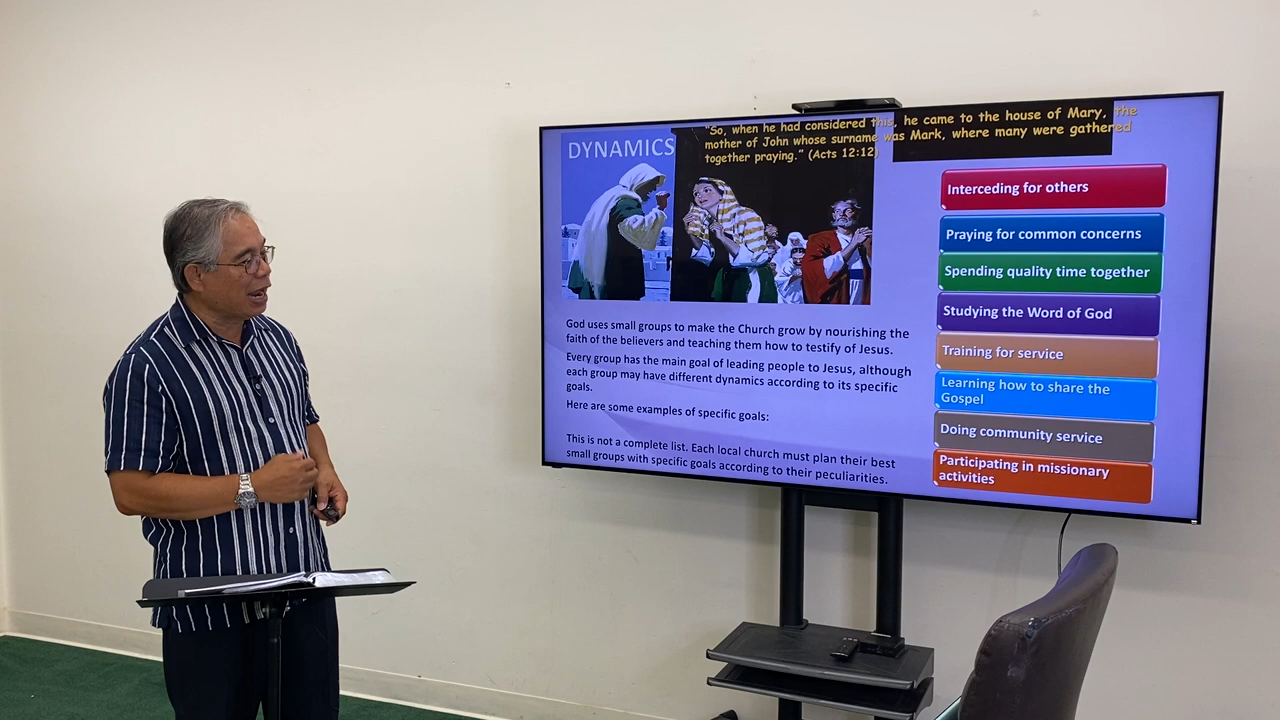 DYNAMICS
“So, when he had considered this, he came to the house of Mary, the
mother of John whose surname was Mark, where many were gathered
together praying.” (Acts 12:12)
God uses small groups to make the Church grow by nourishing the
faith of the believers and teaching them how to testify of Jesus.
Every group has the main goal of leading people to Jesus, although
each group may have different dynamics according to its specific
goals.
Here are some examples of specific goals:
This is not a complete list. Each local church must plan their best
small groups with specific goals according to their peculiarities.
Interceding for others
Praying for common concerns
Spending quality time together
Studying the Word of God
Training for service
Learning how to share the
Gospel
Doing community service
Participating in missionary
activities